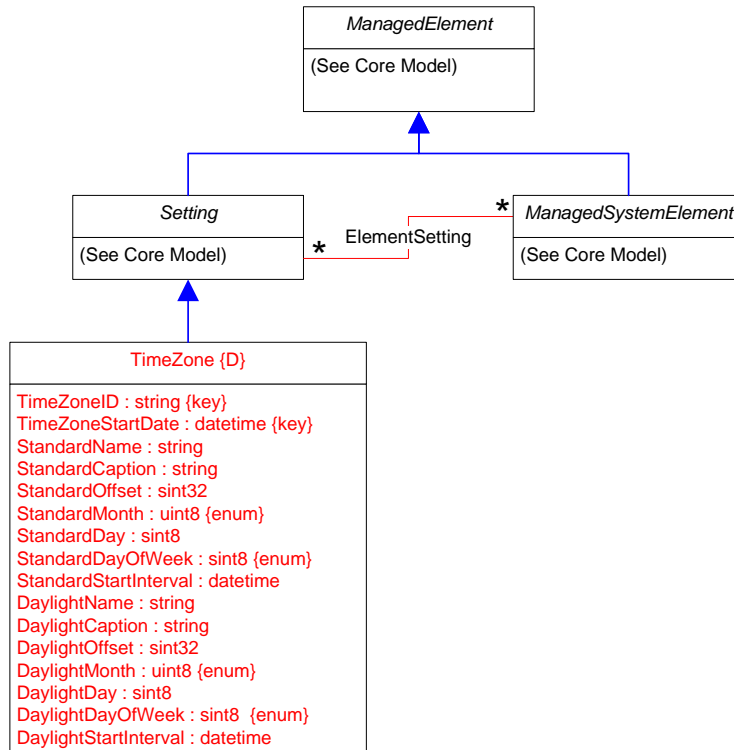 ManagedElement
(See Core Model)
Setting
(See Core Model)
*
ElementSetting
*
ManagedSystemElement
(See Core Model)
TimeZone {D}
TimeZoneID : string {key}
TimeZoneStartDate : datetime {key}
StandardName : string
StandardCaption : string
StandardOffset : sint32
StandardMonth : uint8 {enum}
StandardDay : sint8
StandardDayOfWeek : sint8 {enum}
StandardStartInterval : datetime
DaylightName : string
DaylightCaption : string
DaylightOffset : sint32
DaylightMonth : uint8 {enum}
DaylightDay : sint8
DaylightDayOfWeek : sint8  {enum}
DaylightStartInterval : datetime